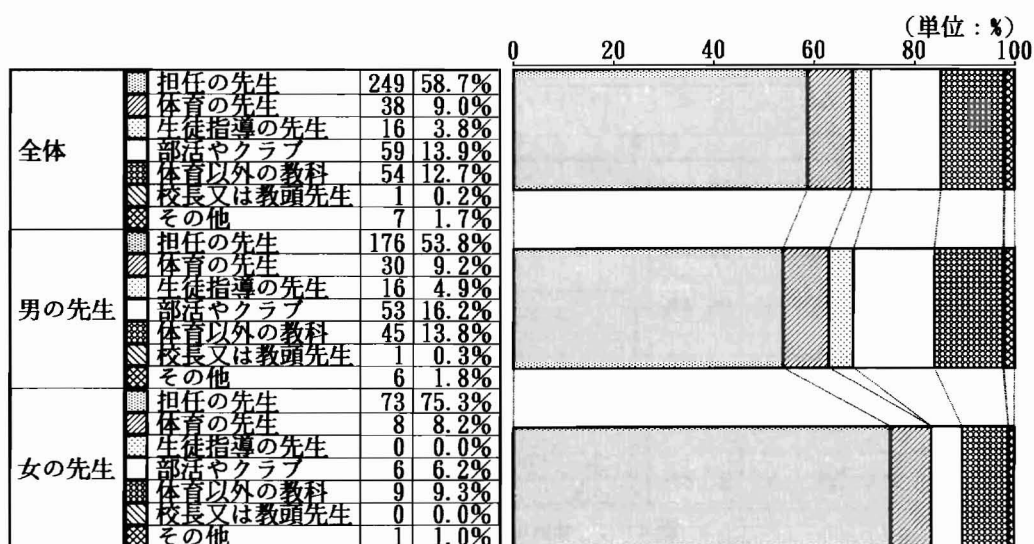 (単位：%)
0 20 40 60 80 100
全体
担任の先生 249 58.7%
体育の先生 38 9.0%
生徒指導の先生 16 3.8%
部活やクラブ 59 13.9%
体育以外の教科 54 12.7%
校長又は教頭先生 1 0.2%
その他 7 1.7%
男の先生
担任の先生 176 53.8%
体育の先生 30 9.2%
生徒指導の先生 16 4.9%
部活やクラブ 53 16.2%
体育以外の教科 45 13.8%
校長又は教頭先生 1 0.3%
その他 6 1.8%
女の先生
担任の先生 73 75.3%
体育の先生 8 8.2%
生徒指導の先生 0 0.0%
部活やクラブ 6 6.2%
体育以外の教科 9 9.3%
校長又は教頭先生 0 0.0%
その他 1 1.0%